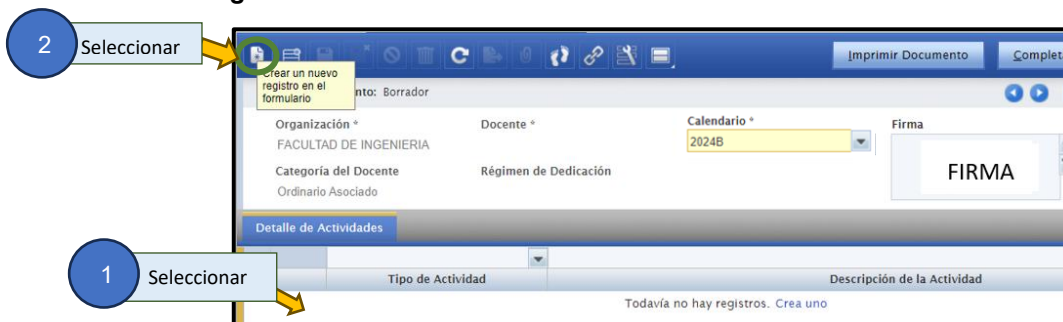 2
Seleccionar
Imprimir Documento
Crear un nuevo
registro en el
formulario
Borrador
Organización *
Docente *
Calendario *
Firma
FACULTAD DE INGENIERIA
2024B
FIRMA
Categoría del Docente
Régimen de Dedicación
Ordinario Asociado
Detalle de Actividades
1
Seleccionar
Tipo de Actividad
Descripción de la Actividad
Todavía no hay registros. Crea uno